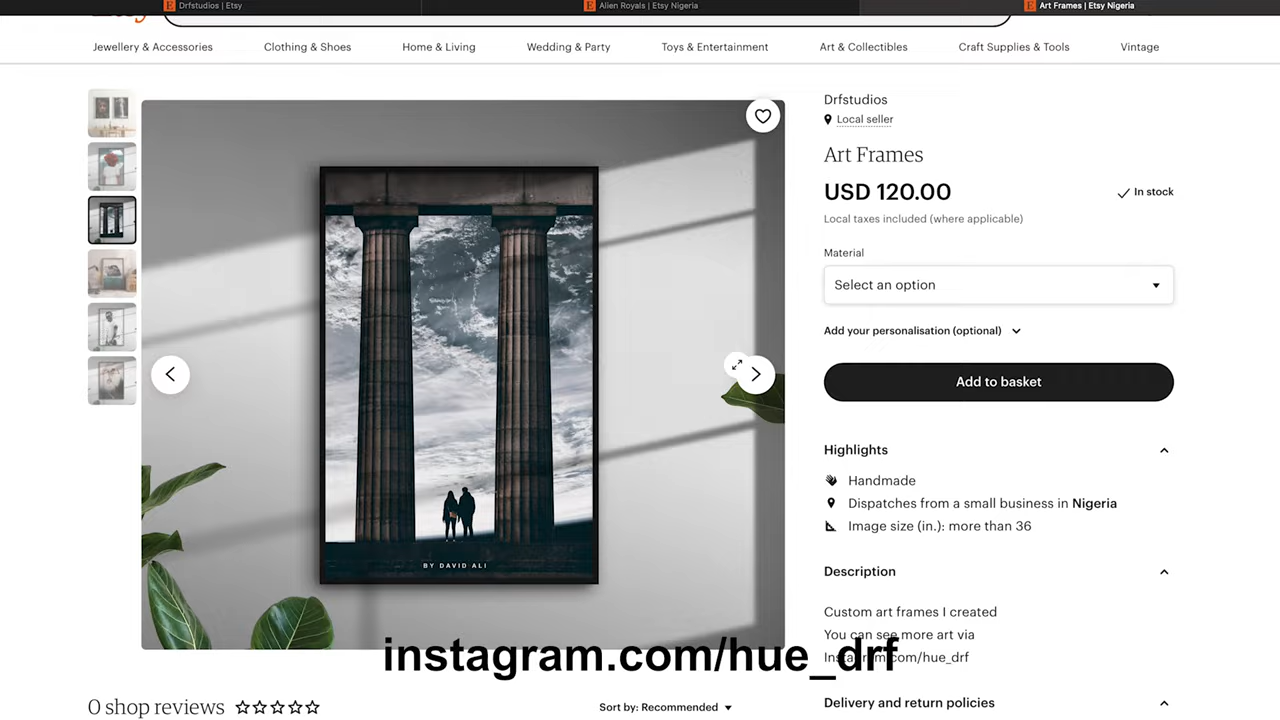 Drfstudios | Etsy
Alien Royals | Etsy Nigeria
Art Frames | Etsy Nigeria
Jewellery & Accessories
Clothing & Shoes
Home & Living
Wedding & Party
Toys & Entertainment
Art & Collectibles
Craft Supplies & Tools
Vintage
Drfstudios
Local seller
Art Frames
USD 120.00
In stock
Local taxes included (where applicable)
Material
Select an option
Add your personalisation (optional)
Add to basket
Highlights
Handmade
Dispatches from a small business in Nigeria
Image size (in.): more than 36
Description
Custom art frames I created
You can see more art via
Instagram.com/hue_drf
Delivery and return policies
BY DAVID ALI
instagram.com/hue_drf
0 shop reviews
Sort by: Recommended